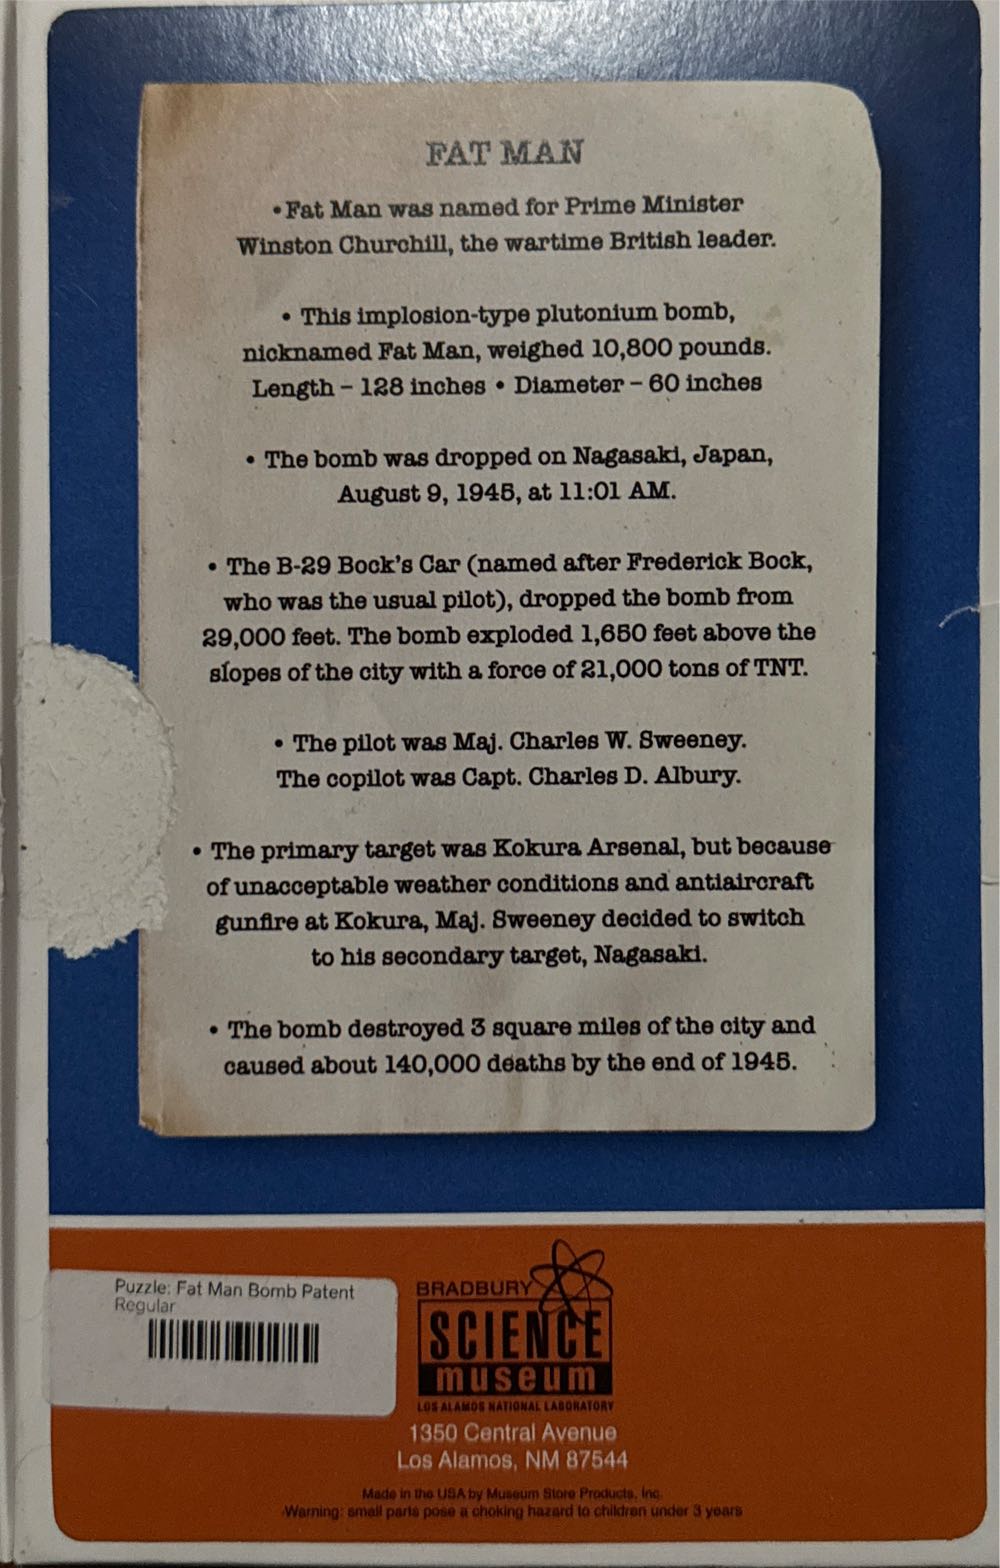 FAT MAN
• Fat Man was named for Prime Minister
Winston Churchill, the wartime British leader.
• This implosion-type plutonium bomb,
nicknamed Fat Man, weighed 10,800 pounds.
Length – 128 inches • Diameter – 60 inches
• The bomb was dropped on Nagasaki, Japan,
August 9, 1945, at 11:01 AM.
• The B-29 Bock's Car (named after Frederick Bock,
who was the usual pilot), dropped the bomb from
29,000 feet. The bomb exploded 1,650 feet above the
slopes of the city with a force of 21,000 tons of TNT.
• The pilot was Maj. Charles W. Sweeney.
The copilot was Capt. Charles D. Albury.
• The primary target was Kokura Arsenal, but because
of unacceptable weather conditions and antiaircraft
gunfire at Kokura, Maj. Sweeney decided to switch
to his secondary target, Nagasaki.
• The bomb destroyed 3 square miles of the city and
caused about 140,000 deaths by the end of 1945.
Puzzle: Fat Man Bomb Patent
Regular
BRADBURY
SCIENCE
museum
LOS ALAMOS NATIONAL LABORATORY
1350 Central Avenue
Los Alamos, NM 87544
Made in the USA by Museum Store Products, Inc.
Warning: small parts pose a choking hazard to children under 3 years